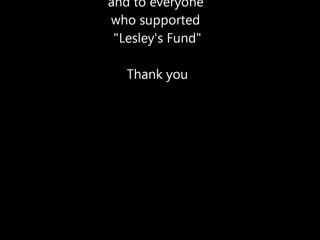 and to everyone
who supported
"Lesley's Fund"
Thank you